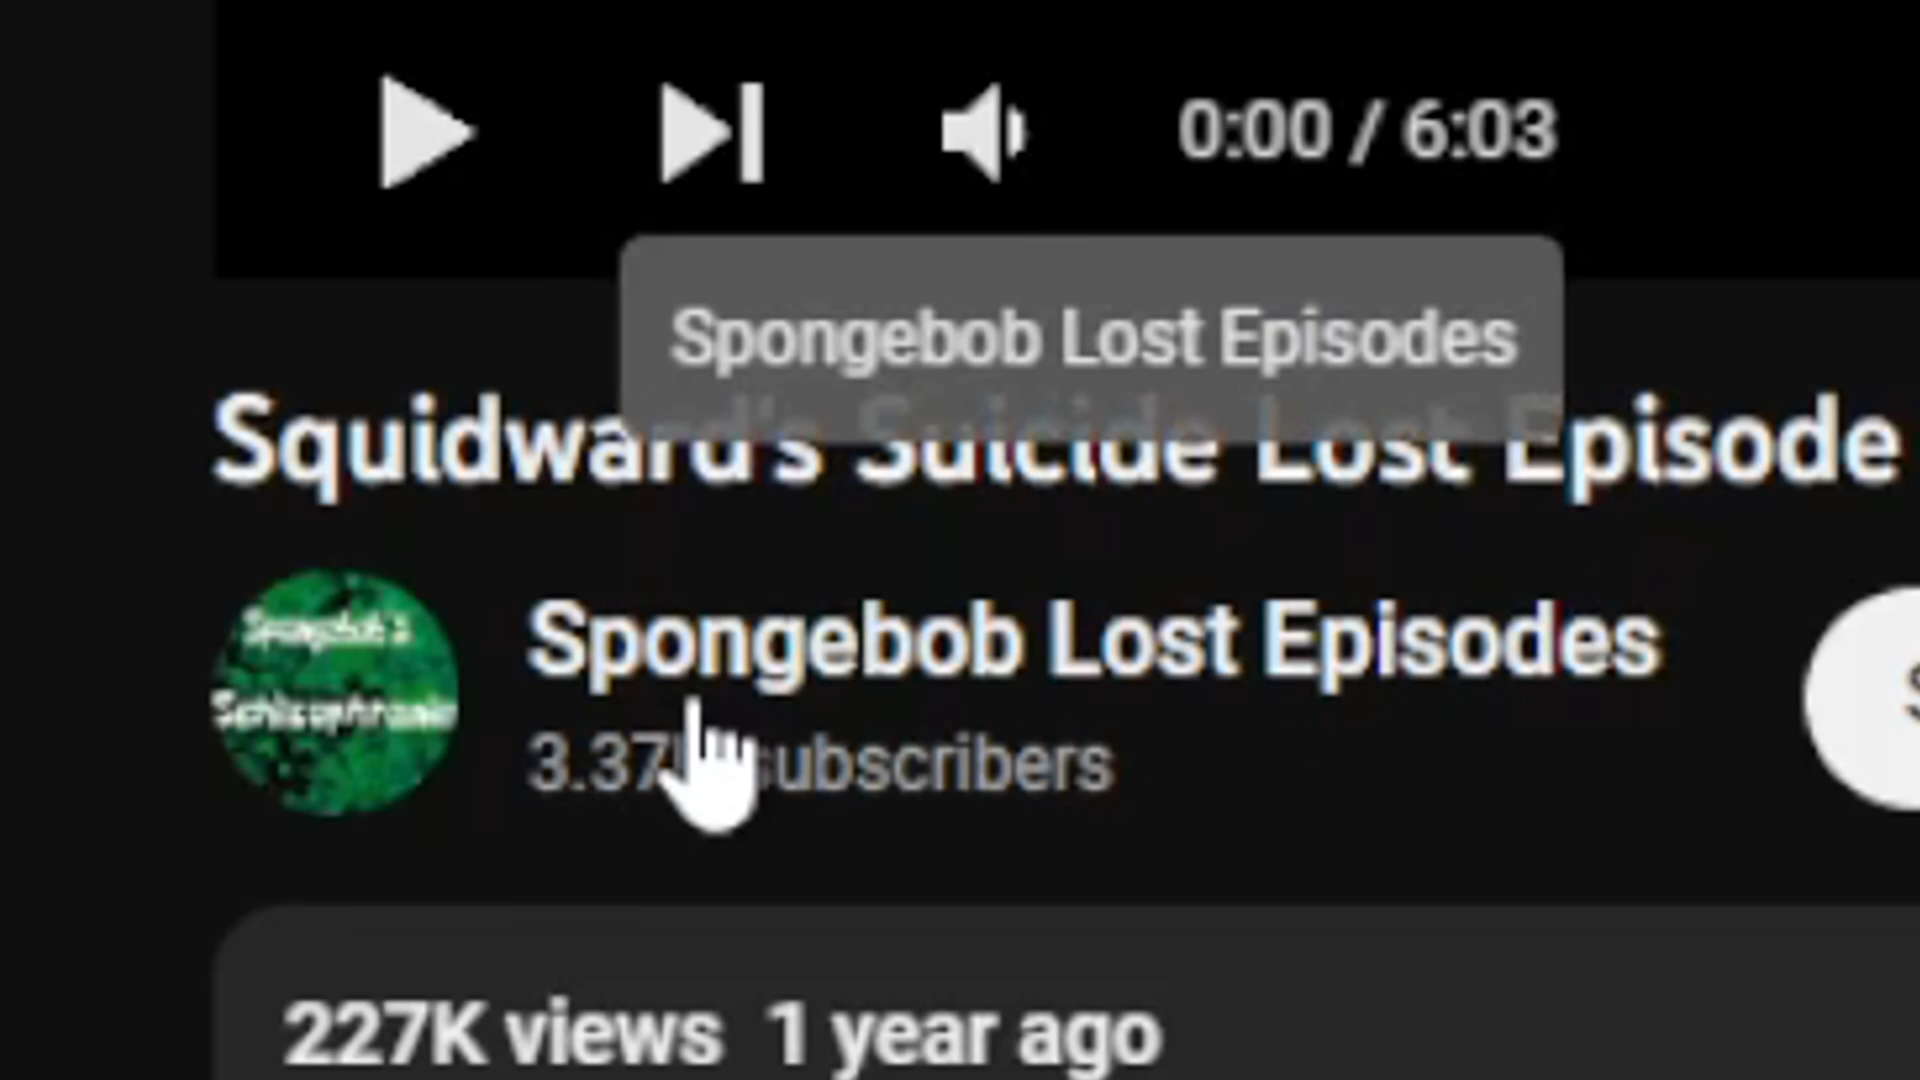 0:00 / 6:03
Spongebob Lost Episodes
Squidward's Suicide Lost Episode
Spongebob Lost Episodes
3.37 subscribers
227K views 1 year ago